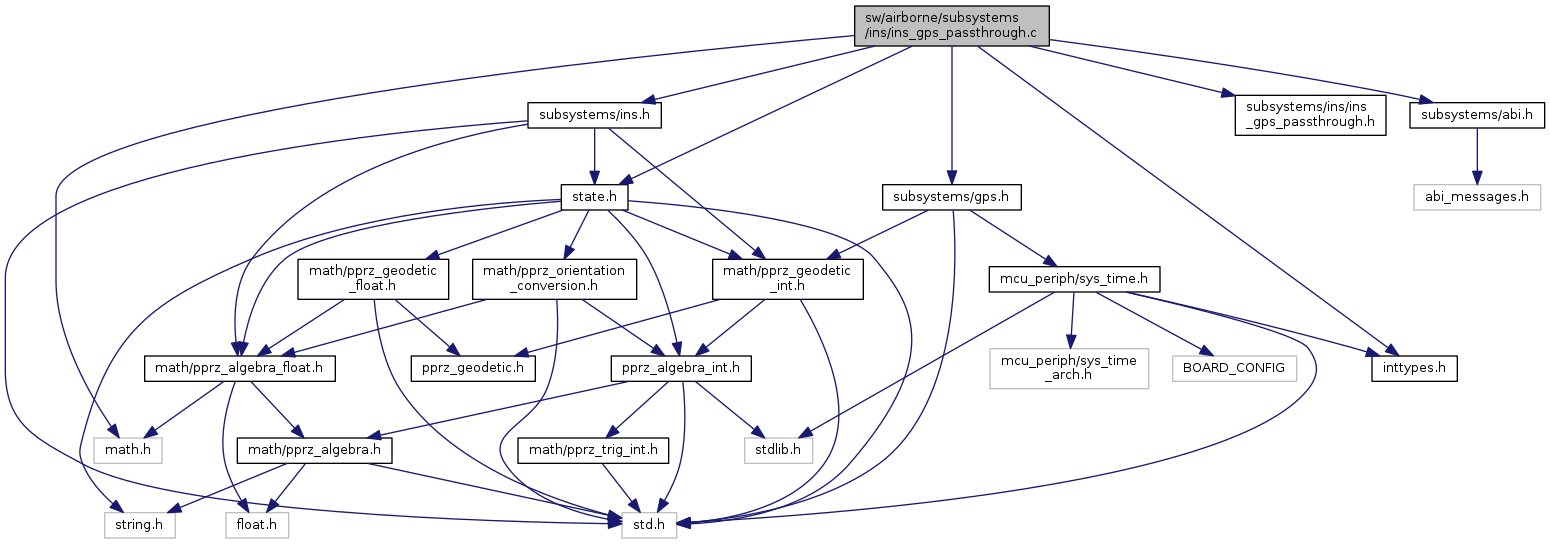 sw/airborne/subsystems
/ins/ins_gps_passthrough.c
subsystems/ins.h
subsystems/ins/ins
_gps_passthrough.h
subsystems/abi.h
state.h
subsystems/gps.h
abi_messages.h
math/pprz_geodetic
_float.h
math/pprz_orientation
_conversion.h
math/pprz_geodetic
_int.h
mcu_periph/sys_time.h
math/pprz_algebra_float.h
pprz_geodetic.h
pprz_algebra_int.h
mcu_periph/sys_time
_arch.h
BOARD_CONFIG
inttypes.h
math.h
math/pprz_algebra.h
math/pprz_trig_int.h
stdlib.h
string.h
float.h
std.h